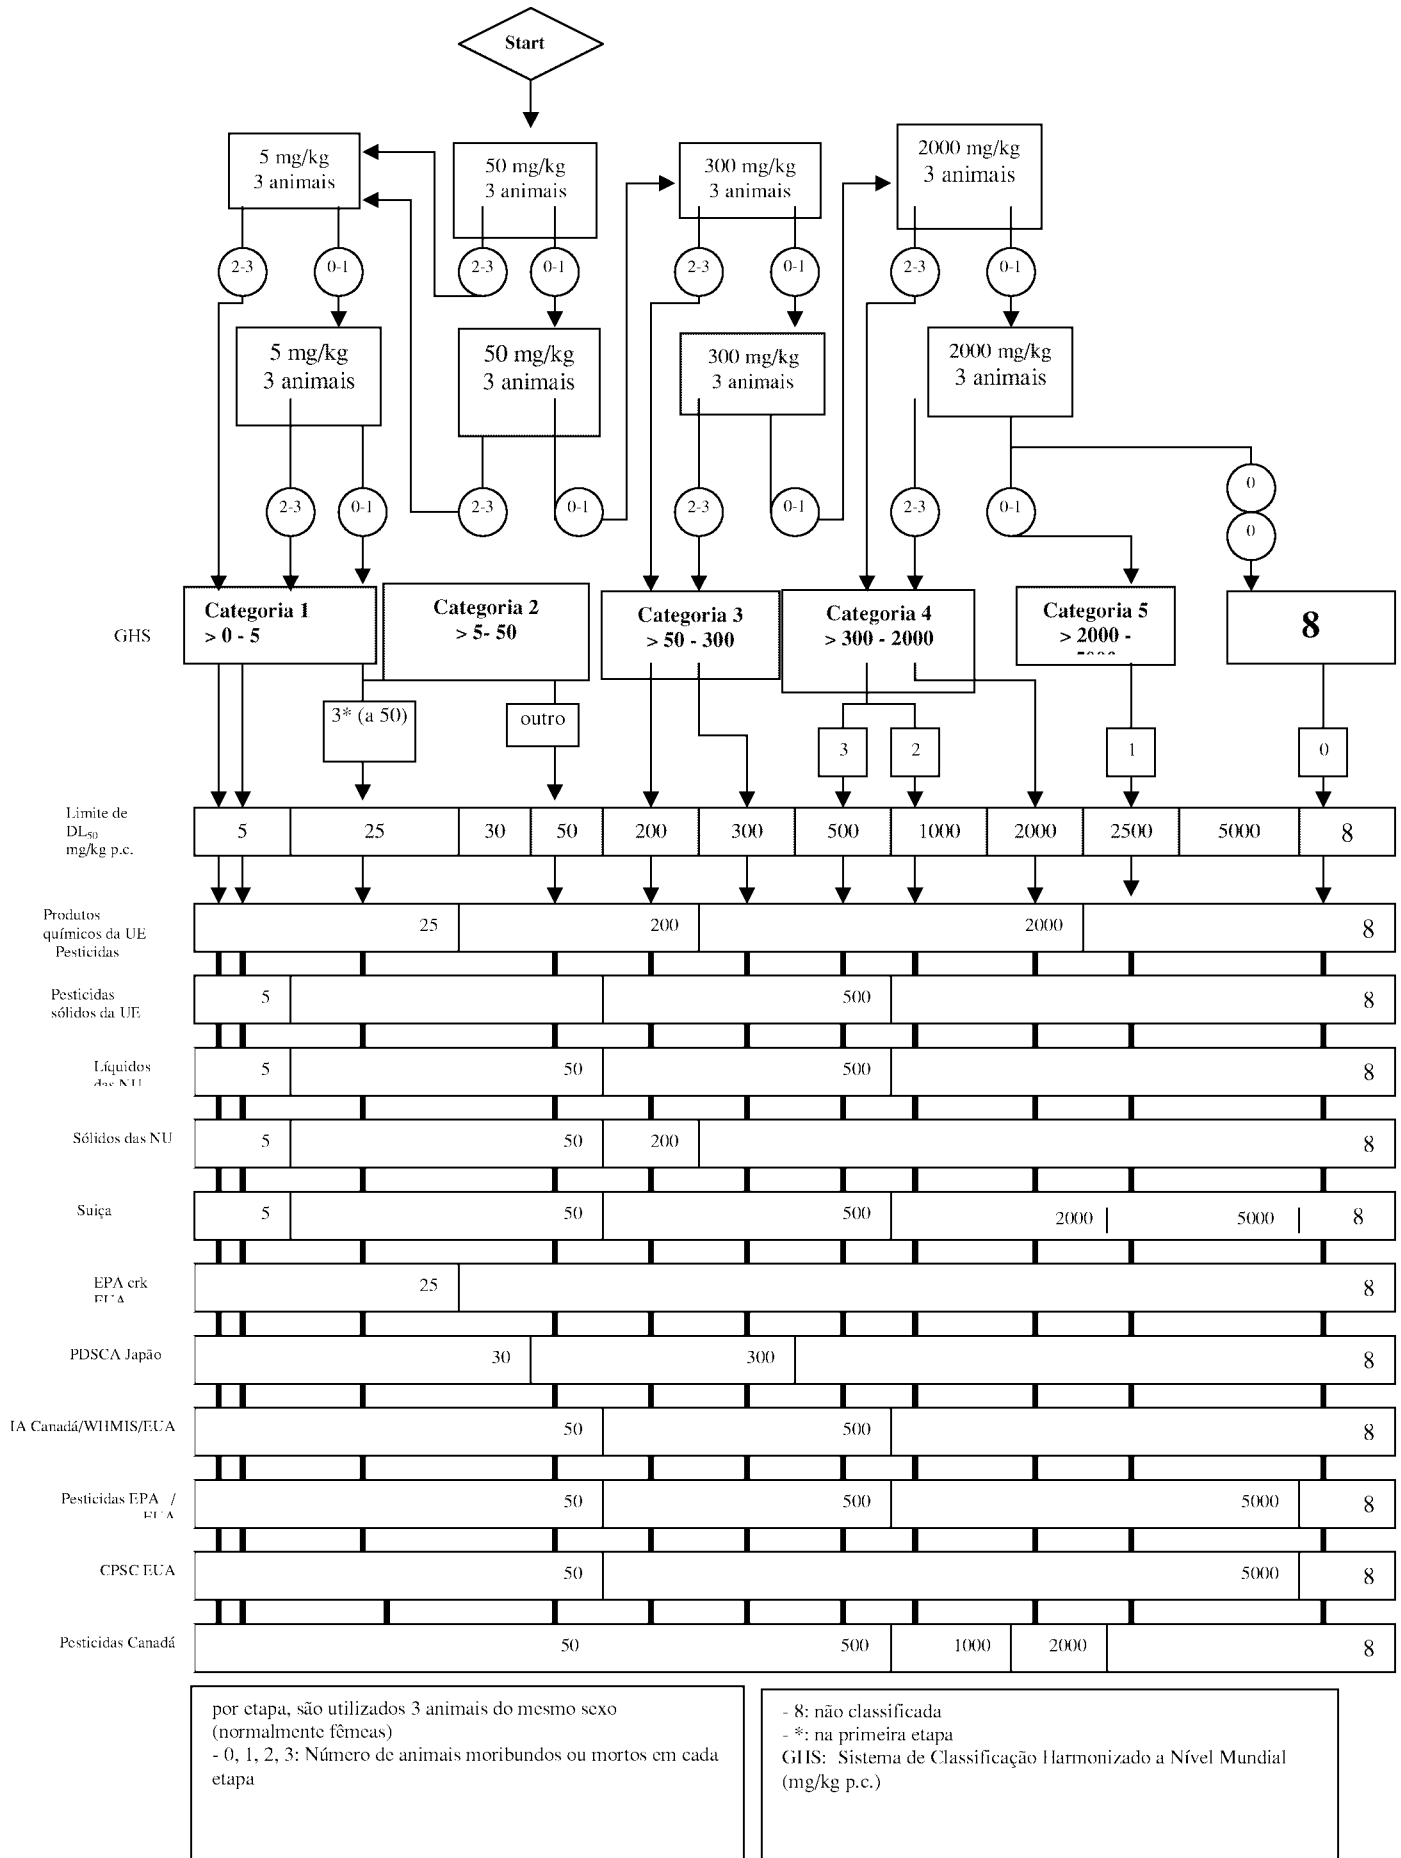 Start
5 mg/kg
3 animais
50 mg/kg
3 animais
300 mg/kg
3 animais
2000 mg/kg
3 animais
2-3
0-1
2-3
0-1
2-3
0-1
2-3
0-1
5 mg/kg
3 animais
50 mg/kg
3 animais
300 mg/kg
3 animais
2000 mg/kg
3 animais
2-3
0-1
2-3
0-1
2-3
0-1
2-3
0-1
0
0
GHS
Categoria 1
> 0 - 5
Categoria 2
> 5- 50
Categoria 3
> 50 - 300
Categoria 4
> 300 - 2000
Categoria 5
> 2000 -
8
3* (a 50)
outro
3
2
1
0
Limite de
DL50
mg/kg p.c.
5 25 30 50 200 300 500 1000 2000 2500 5000 8
Produtos
químicos da UE
Pesticidas
25 200 2000 8
Pesticidas
sólidos da UE
5 500 8
Líquidos
das NU
5 50 500 8
Sólidos das NU
5 50 200 8
Suiça
5 50 500 2000 5000 8
EPA crk
EUA
25 8
PDSCA Japão
30 300 8
IA Canadá/WHMIS/EUA
50 500 8
Pesticidas EPA /
EUA
50 500 5000 8
CPSC EUA
50 5000 8
Pesticidas Canadá
50 500 1000 2000 8
por etapa, são utilizados 3 animais do mesmo sexo
(normalmente fêmeas)
- 0, 1, 2, 3: Número de animais moribundos ou mortos em cada
etapa
- 8: não classificada
- *: na primeira etapa
GHS: Sistema de Classificação Harmonizado a Nível Mundial
(mg/kg p.c.)